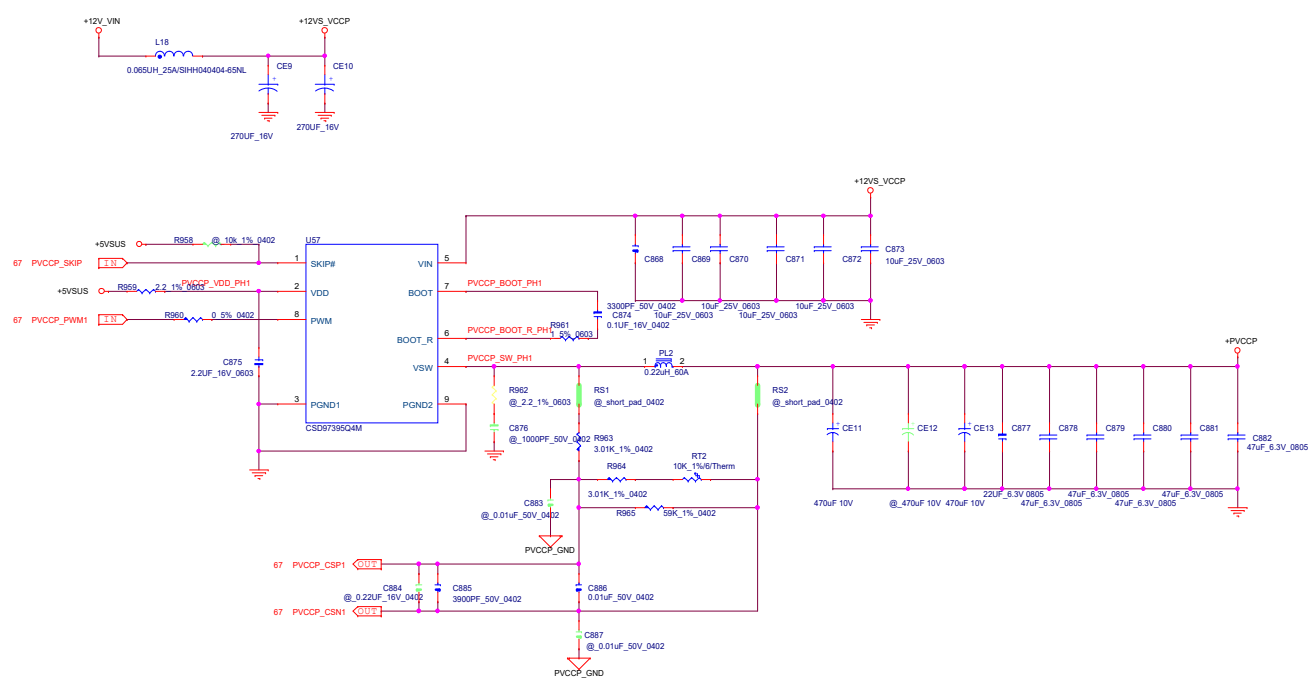 +12V_VIN
+12VS_VCCP
L18
0.065UH_25A/SIHH040404-65NL
CE9
CE10
270UF_16V
270UF_16V
+12VS_VCCP
+5VSUS
R958
@_10k_1%_0402
U57
67 PVCCP_SKIP
IN
1
SKIP#
VIN
5
C868
C869
C870
C871
C872
C873
10uF_25V_0603
+5VSUS
R959
2.2_1%_0603
PVCCP_VDD_PH1
2
VDD
BOOT
7
PVCCP_BOOT_PH1
3300PF_50V_0402
10uF_25V_0603
10uF_25V_0603
10uF_25V_0603
10uF_25V_0603
67 PVCCP_PWM1
IN
R960
0_5%_0402
8
PWM
C874
0.1UF_16V_0402
BOOT_R
6
PVCCP_BOOT_R_PH1
R961
1_5%_0603
+PVCCP
C875
2.2UF_16V_0603
VSW
4
PVCCP_SW_PH1
1
PL2
2
0.22uH_60A
3
PGND1
PGND2
9
CSD97395Q4M
R962
@_2.2_1%_0603
RS1
@_short_pad_0402
RS2
@_short_pad_0402
C876
@_1000PF_50V_0402
R963
3.01K_1%_0402
CE11
CE12
CE13
C877
C878
C879
C880
C881
C882
47uF_6.3V_0805
R964
3.01K_1%_0402
RT2
10K_1%/6/Therm
470uF 10V
@_470uF 10V
470uF 10V
22UF_6.3V 0805
47uF_6.3V_0805
47uF_6.3V_0805
47uF_6.3V_0805
47uF_6.3V_0805
C883
@_0.01uF_50V_0402
R965
59K_1%_0402
PVCCP_GND
67 PVCCP_CSP1
OUT
C884
@_0.22UF_16V_0402
C885
3900PF_50V_0402
C886
0.01uF_50V_0402
67 PVCCP_CSN1
OUT
C887
@_0.01uF_50V_0402
PVCCP_GND